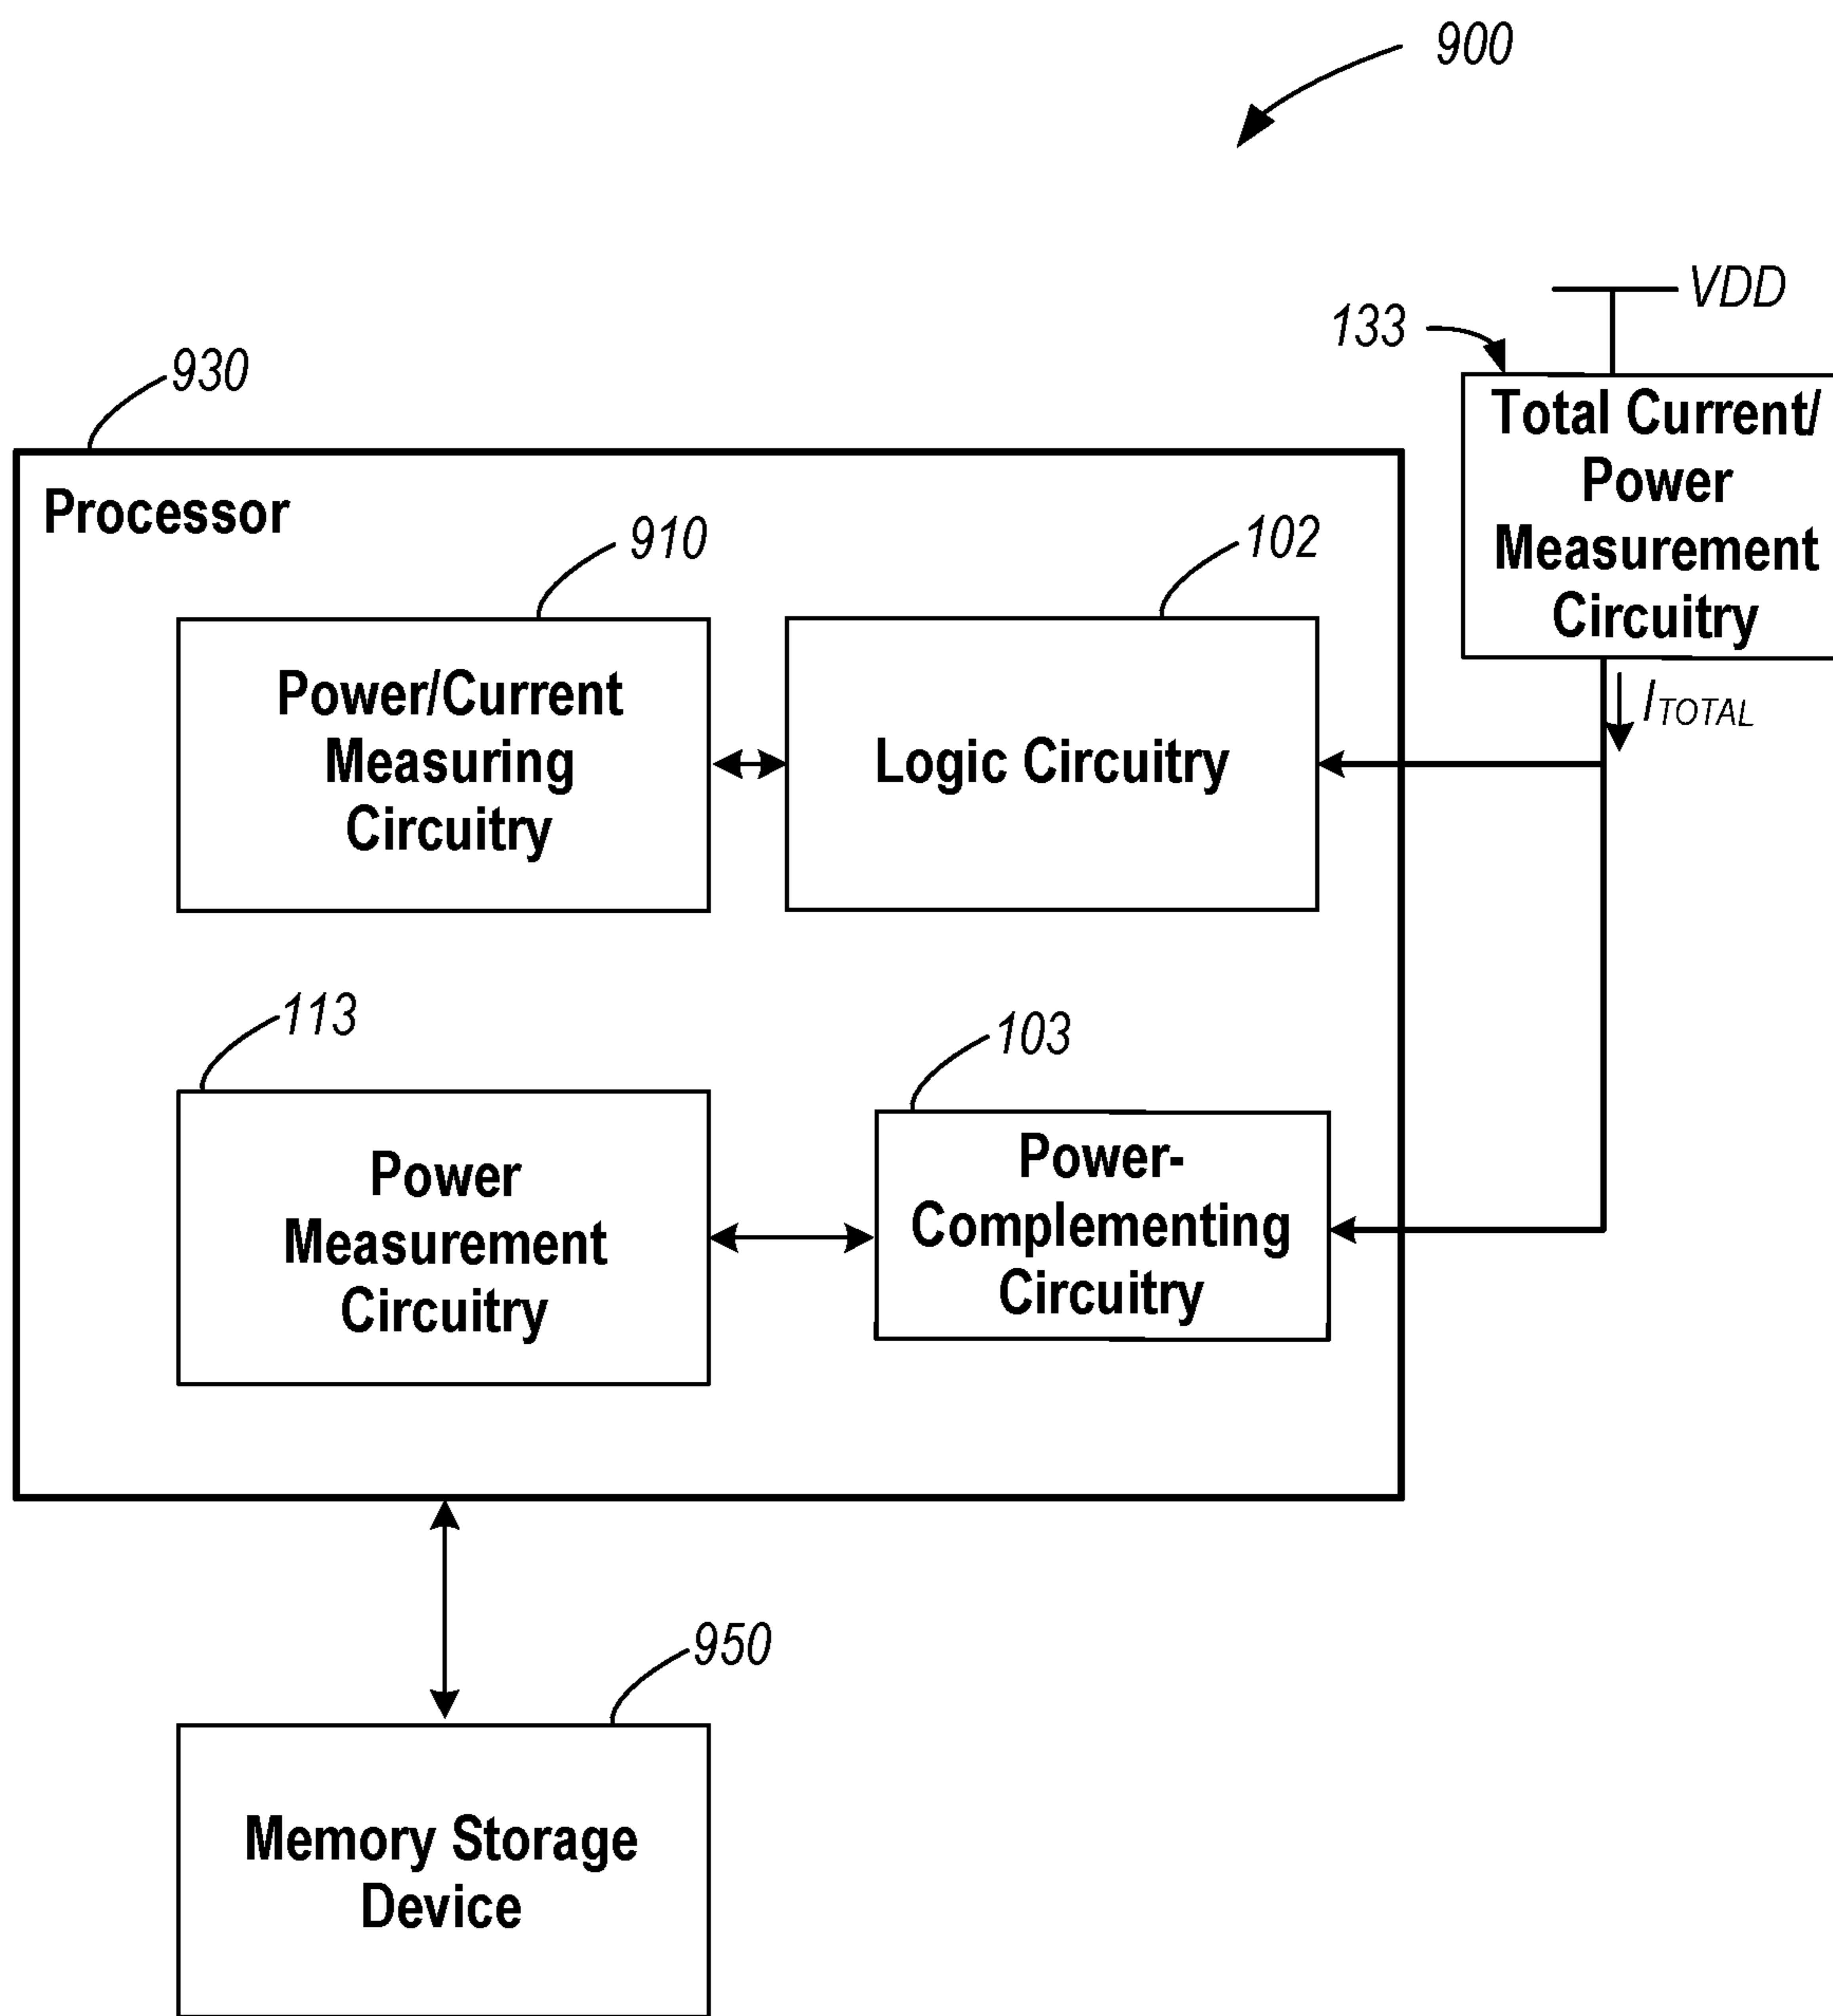 900
VDD
133
Total Current/
Power
Measurement
Circuitry
I TOTAL
930
Processor
910
102
Power/Current
Measuring
Circuitry
Logic Circuitry
113
103
Power
Measurement
Circuitry
Power-
Complementing
Circuitry
950
Memory Storage
Device